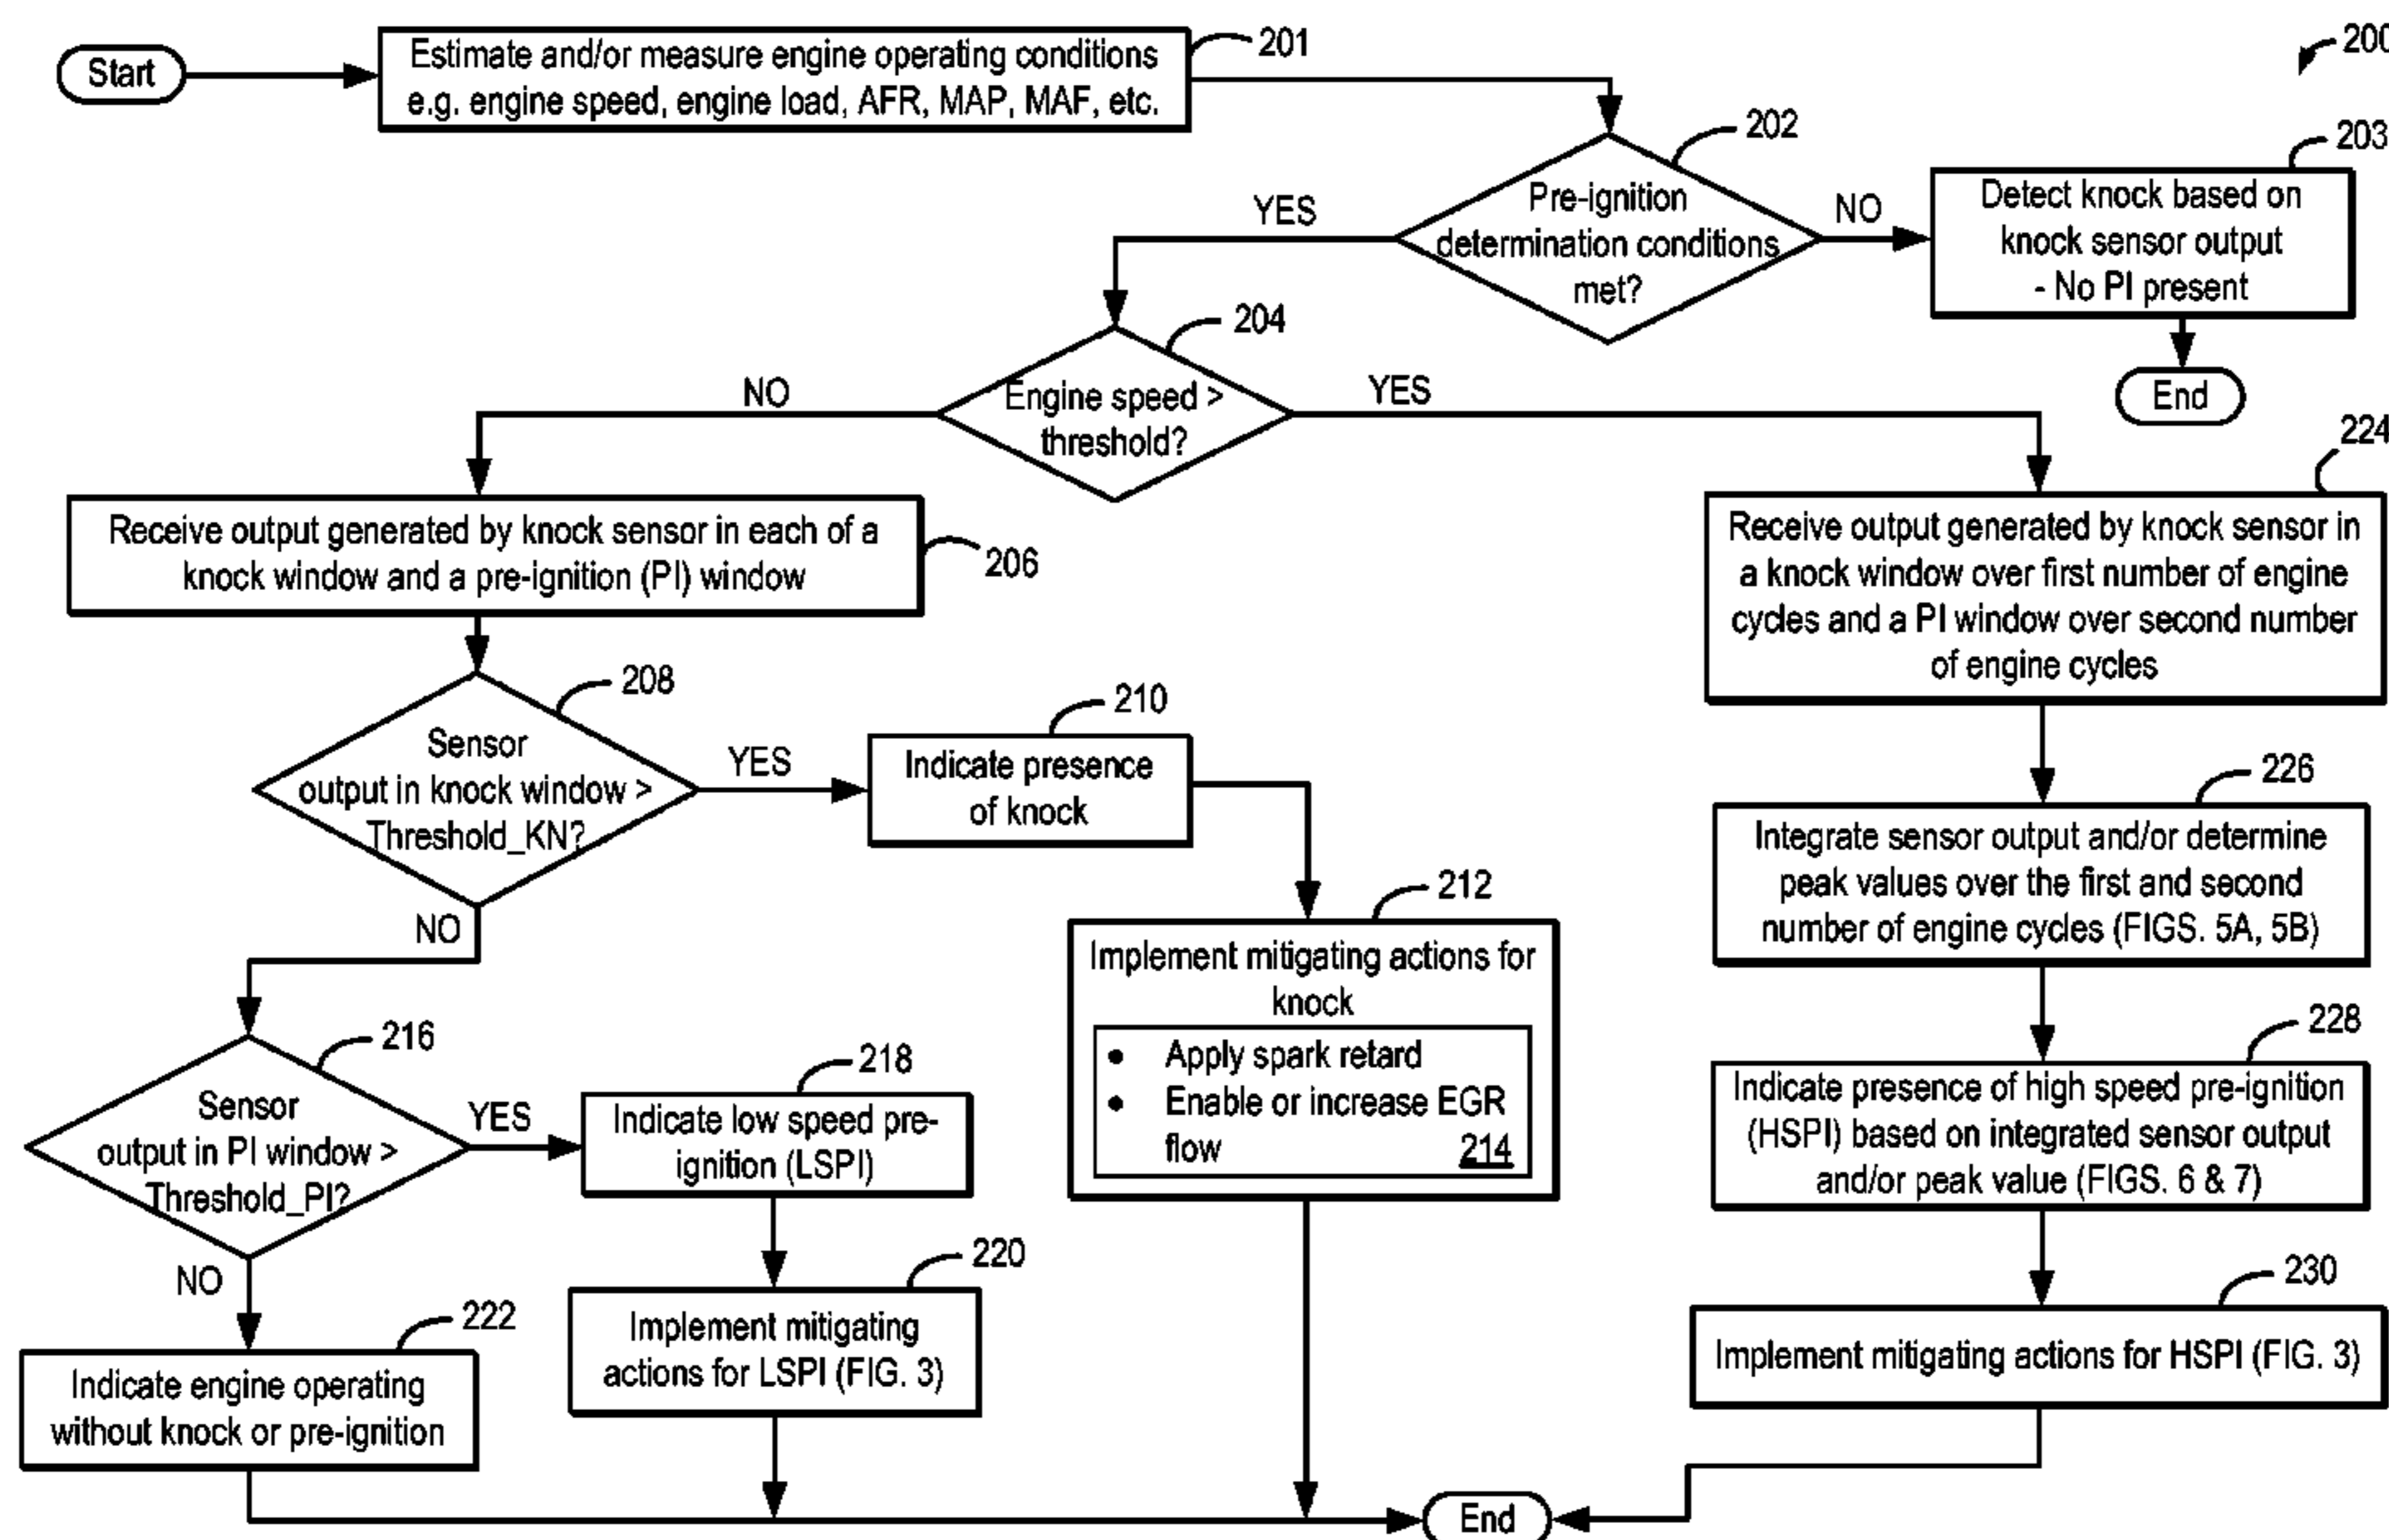 Start
Estimate and/or measure engine operating conditions
e.g. engine speed, engine load, AFR, MAP, MAF, etc.
201
200
202
Pre-ignition
determination conditions
met?
YES
NO
203
Detect knock based on
knock sensor output
- No PI present
End
204
Engine speed >
threshold?
NO
YES
206
Receive output generated by knock sensor in each of a
knock window and a pre-ignition (PI) window
224
Receive output generated by knock sensor in
a knock window over first number of engine
cycles and a PI window over second number
of engine cycles
208
Sensor
output in knock window >
Threshold_KN?
YES
NO
210
Indicate presence
of knock
212
Implement mitigating actions for
knock
• Apply spark retard
• Enable or increase EGR
flow 214
226
Integrate sensor output and/or determine
peak values over the first and second
number of engine cycles (FIGS. 5A, 5B)
216
Sensor
output in PI window >
Threshold_PI?
YES
NO
218
Indicate low speed pre-
ignition (LSPI)
228
Indicate presence of high speed pre-ignition
(HSPI) based on integrated sensor output
and/or peak value (FIGS. 6 & 7)
220
Implement mitigating
actions for LSPI (FIG. 3)
222
Indicate engine operating
without knock or pre-ignition
230
Implement mitigating actions for HSPI (FIG. 3)
End